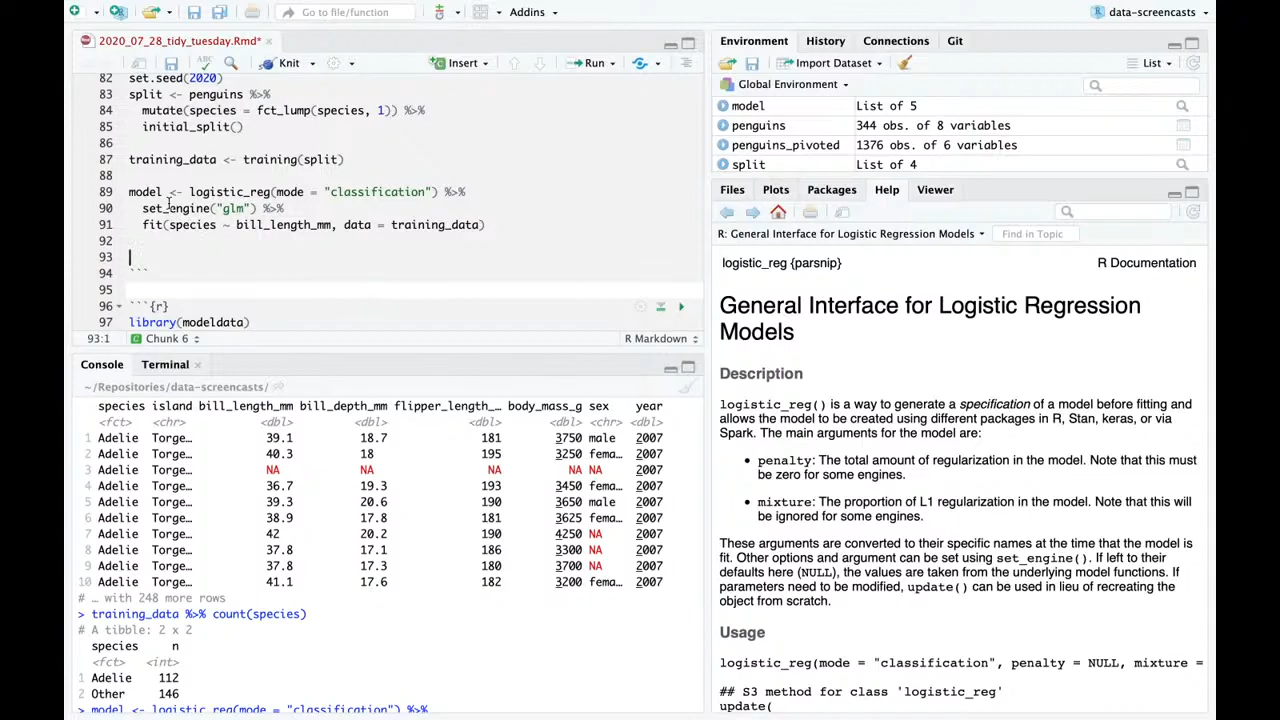 Go to file/function
Addins
data-screencasts
2020_07_28_tidy_tuesday.Rmd*
Knit
Insert
Run
82 set.seed(2020)
83 split <- penguins %>%
84 mutate(species = fct_lump(species, 1)) %>%
85 initial_split()
86
87 training_data <- training(split)
88
89 model <- logistic_reg(mode = "classification") %>%
90 set_engine("glm") %>%
91 fit(species ~ bill_length_mm, data = training_data)
92
93
94 ```
95
96 ```{r}
97 library(modeldata)
93:1 Chunk 6 R Markdown
Console Terminal
~/Repositories/data-screencasts/
species island bill_length_mm bill_depth_mm flipper_length_… body_mass_g sex year
<fct> <chr> <dbl> <dbl> <dbl> <dbl> <chr> <dbl>
1 Adelie Torge… 39.1 18.7 181 3750 male 2007
2 Adelie Torge… 40.3 18 195 3250 fema… 2007
3 Adelie Torge… NA NA NA NA NA 2007
4 Adelie Torge… 36.7 19.3 193 3450 fema… 2007
5 Adelie Torge… 39.3 20.6 190 3650 male 2007
6 Adelie Torge… 38.9 17.8 181 3625 fema… 2007
7 Adelie Torge… 42 20.2 190 4250 NA 2007
8 Adelie Torge… 37.8 17.1 186 3300 NA 2007
9 Adelie Torge… 37.8 17.3 180 3700 NA 2007
10 Adelie Torge… 41.1 17.6 182 3200 fema… 2007
# … with 248 more rows
> training_data %>% count(species)
# A tibble: 2 x 2
species n
<fct> <int>
1 Adelie 112
2 Other 146
> model <- logistic_reg(mode = "classification") %>%
Environment History Connections Git
Import Dataset List
Global Environment
model List of 5
penguins 344 obs. of 8 variables
penguins_pivoted 1376 obs. of 6 variables
split List of 4
Files Plots Packages Help Viewer
R: General Interface for Logistic Regression Models Find in Topic
logistic_reg {parsnip} R Documentation
General Interface for Logistic Regression
Models
Description
logistic_reg() is a way to generate a specification of a model before fitting and
allows the model to be created using different packages in R, Stan, keras, or via
Spark. The main arguments for the model are:
• penalty: The total amount of regularization in the model. Note that this must
be zero for some engines.
• mixture: The proportion of L1 regularization in the model. Note that this will
be ignored for some engines.
These arguments are converted to their specific names at the time that the model is
fit. Other options and argument can be set using set_engine(). If left to their
defaults here (NULL), the values are taken from the underlying model functions. If
parameters need to be modified, update() can be used in lieu of recreating the
object from scratch.
Usage
logistic_reg(mode = "classification", penalty = NULL, mixture =
## S3 method for class 'logistic_reg'
update(